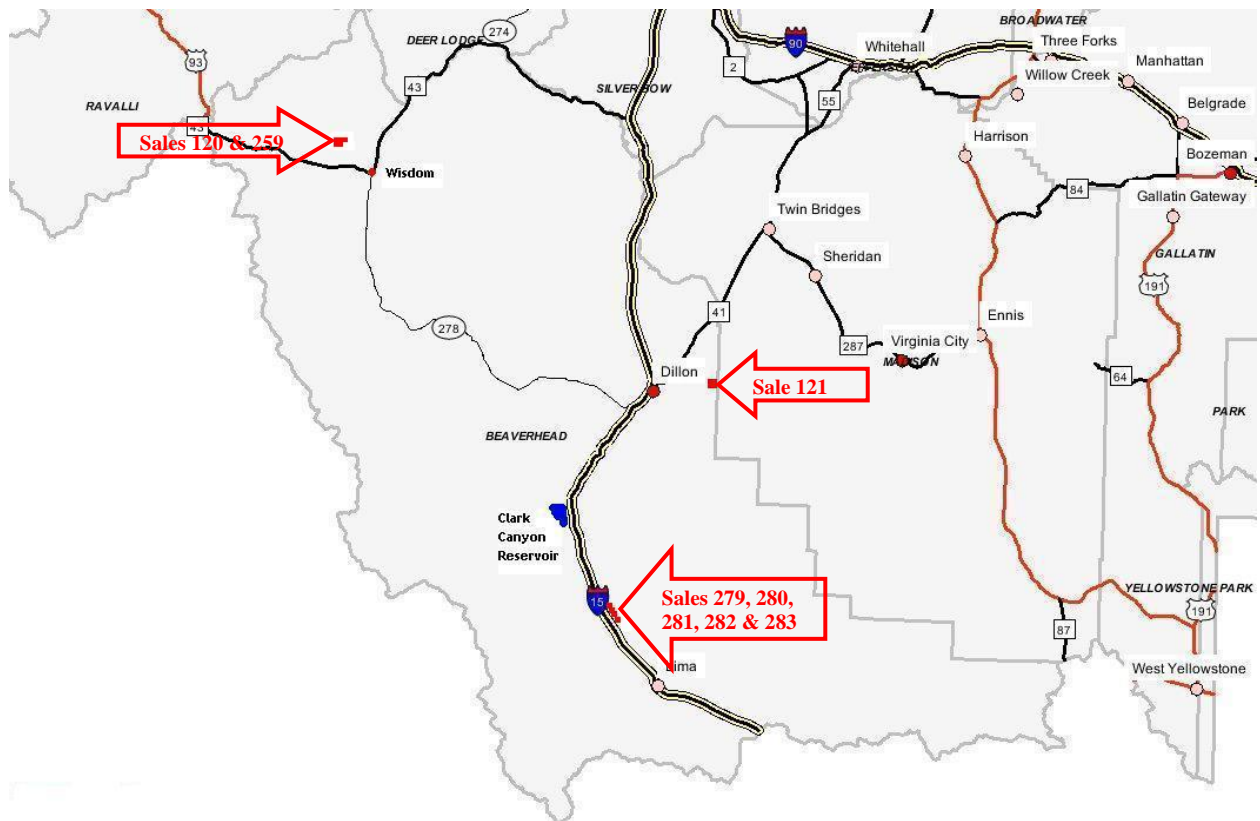 BROADWATER
DEER LODGE
274
90
Whitehall
Three Forks
93
2
Willow Creek
Manhattan
43
SILVER BOW
55
RAVALLI
Belgrade
43
Sales 120 & 259
Harrison
Bozeman
Wisdom
84
Gallatin Gateway
Twin Bridges
Sheridan
GALLATIN
191
41
Ennis
278
287
Virginia City
MADISON
Dillon
64
Sale 121
PARK
BEAVERHEAD
Clark
Canyon
Reservoir
YELLOWSTONE PARK
15
Sales 279, 280,
281, 282 & 283
191
87
Lima
West Yellowstone